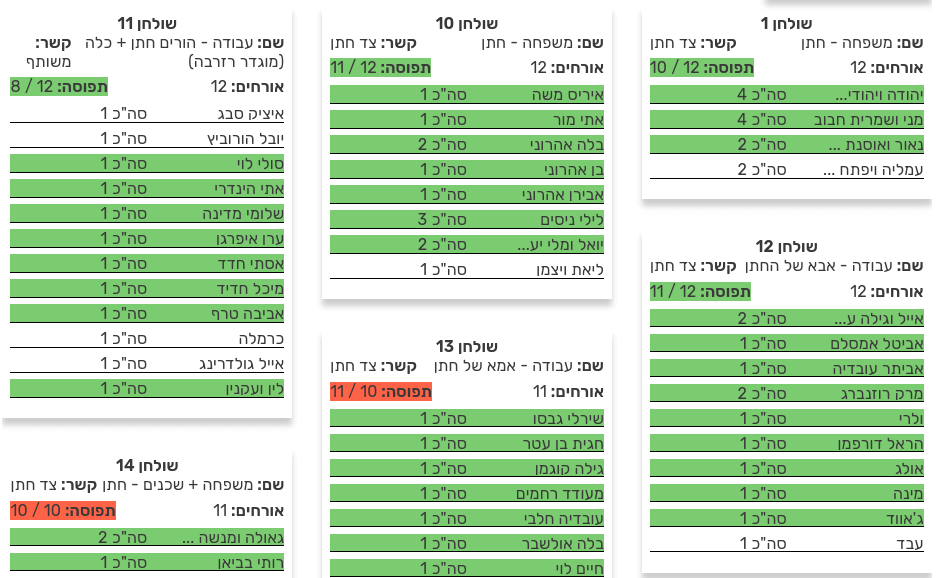 שולחן 1
שם: משפחה - חתן קשר: צד חתן
אורחים: 12 תפוסה: 12 / 10
יהודה ויהודי... סה"כ 4
מני ושמרית חבוב סה"כ 4
נאור ואוסנת ... סה"כ 2
עמליה ויפתח ... סה"כ 2
שולחן 12
שם: עבודה - אבא של החתן קשר: צד חתן
אורחים: 12 תפוסה: 12 / 11
אייל וגילה ע... סה"כ 2
אביטל אמסלם סה"כ 1
אביתר עובדיה סה"כ 1
מרק רוזנברג סה"כ 2
ולרי סה"כ 1
הראל דורפמן סה"כ 1
אולג סה"כ 1
מינה סה"כ 1
ג'אווד סה"כ 1
עבד סה"כ 1
שולחן 10
שם: משפחה - חתן קשר: צד חתן
אורחים: 12 תפוסה: 12 / 11
איריס משה סה"כ 1
אתי מור סה"כ 1
בלה אהרוני סה"כ 2
בן אהרוני סה"כ 1
אבירן אהרוני סה"כ 1
לילי ניסים סה"כ 3
יואל ומלי יע... סה"כ 2
ליאת ויצמן סה"כ 1
שולחן 13
שם: עבודה - אמא של חתן קשר: צד חתן
אורחים: 11 תפוסה: 10 / 11
שירלי גבסו סה"כ 1
חגית בן עטר סה"כ 1
גילה קוגמן סה"כ 1
מעודד רחמים סה"כ 1
עובדיה חלבי סה"כ 1
בלה אולשבר סה"כ 1
חיים לוי סה"כ 1
שולחן 11
שם: עבודה - הורים חתן + כלה קשר:
(מוגדר רזרבה) משותף
אורחים: 12 תפוסה: 12 / 8
איציק סבג סה"כ 1
יובל הורוביץ סה"כ 1
סולי לוי סה"כ 1
אתי הינדרי סה"כ 1
שלומי מדינה סה"כ 1
ערן איפרגן סה"כ 1
אסתי חדד סה"כ 1
מיכל חדיד סה"כ 1
אביבה טרף סה"כ 1
כרמלה סה"כ 1
אייל גולדרינג סה"כ 1
לין ועקנין סה"כ 1
שולחן 14
שם: משפחה + שכנים - חתן קשר: צד חתן
אורחים: 11 תפוסה: 10 / 10
גאולה ומנשה ... סה"כ 2
רותי בביאן סה"כ 1